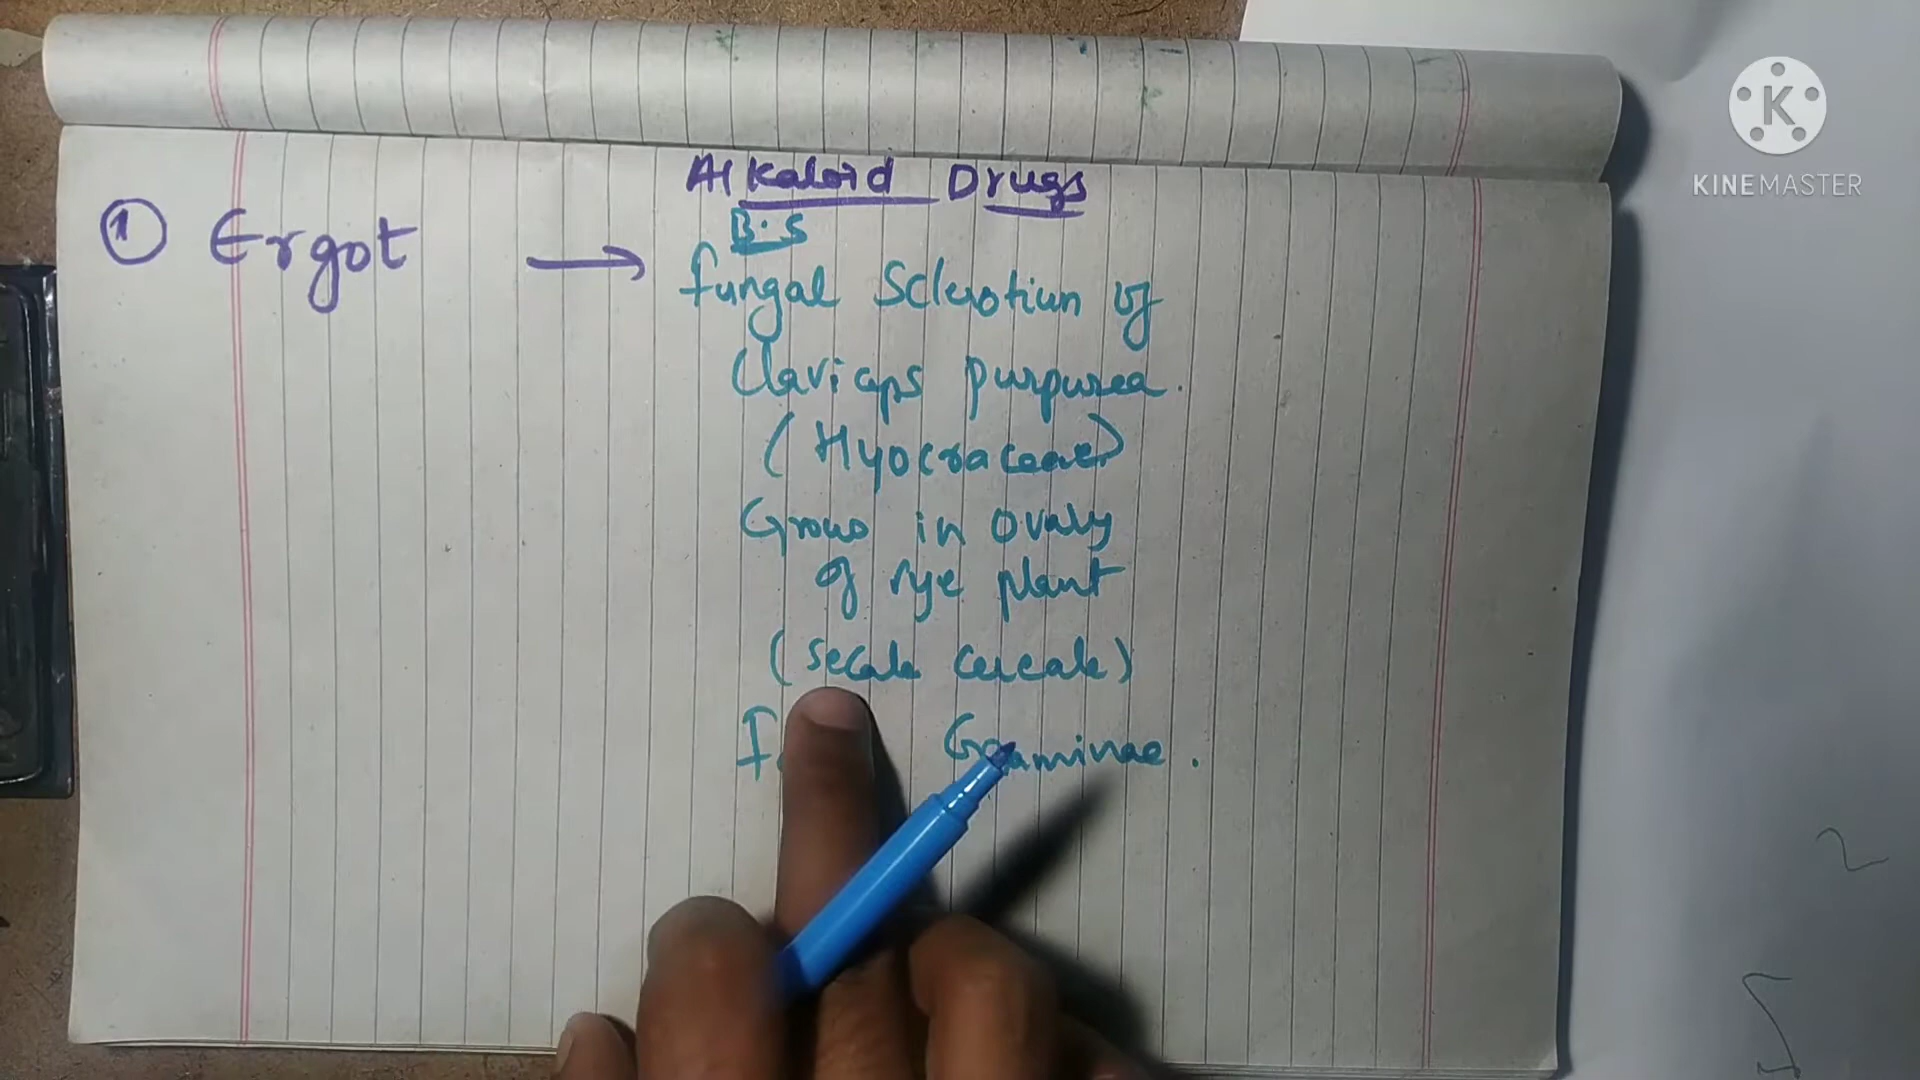 Alkaloid Drugs
① Ergot →
B.S
fungal Sclerotium of
Claviceps purpurea.
(Hyocraceae)
Grows in ovary
of rye plant
(Secale cereale)
Graminae.
K
KINEMASTER